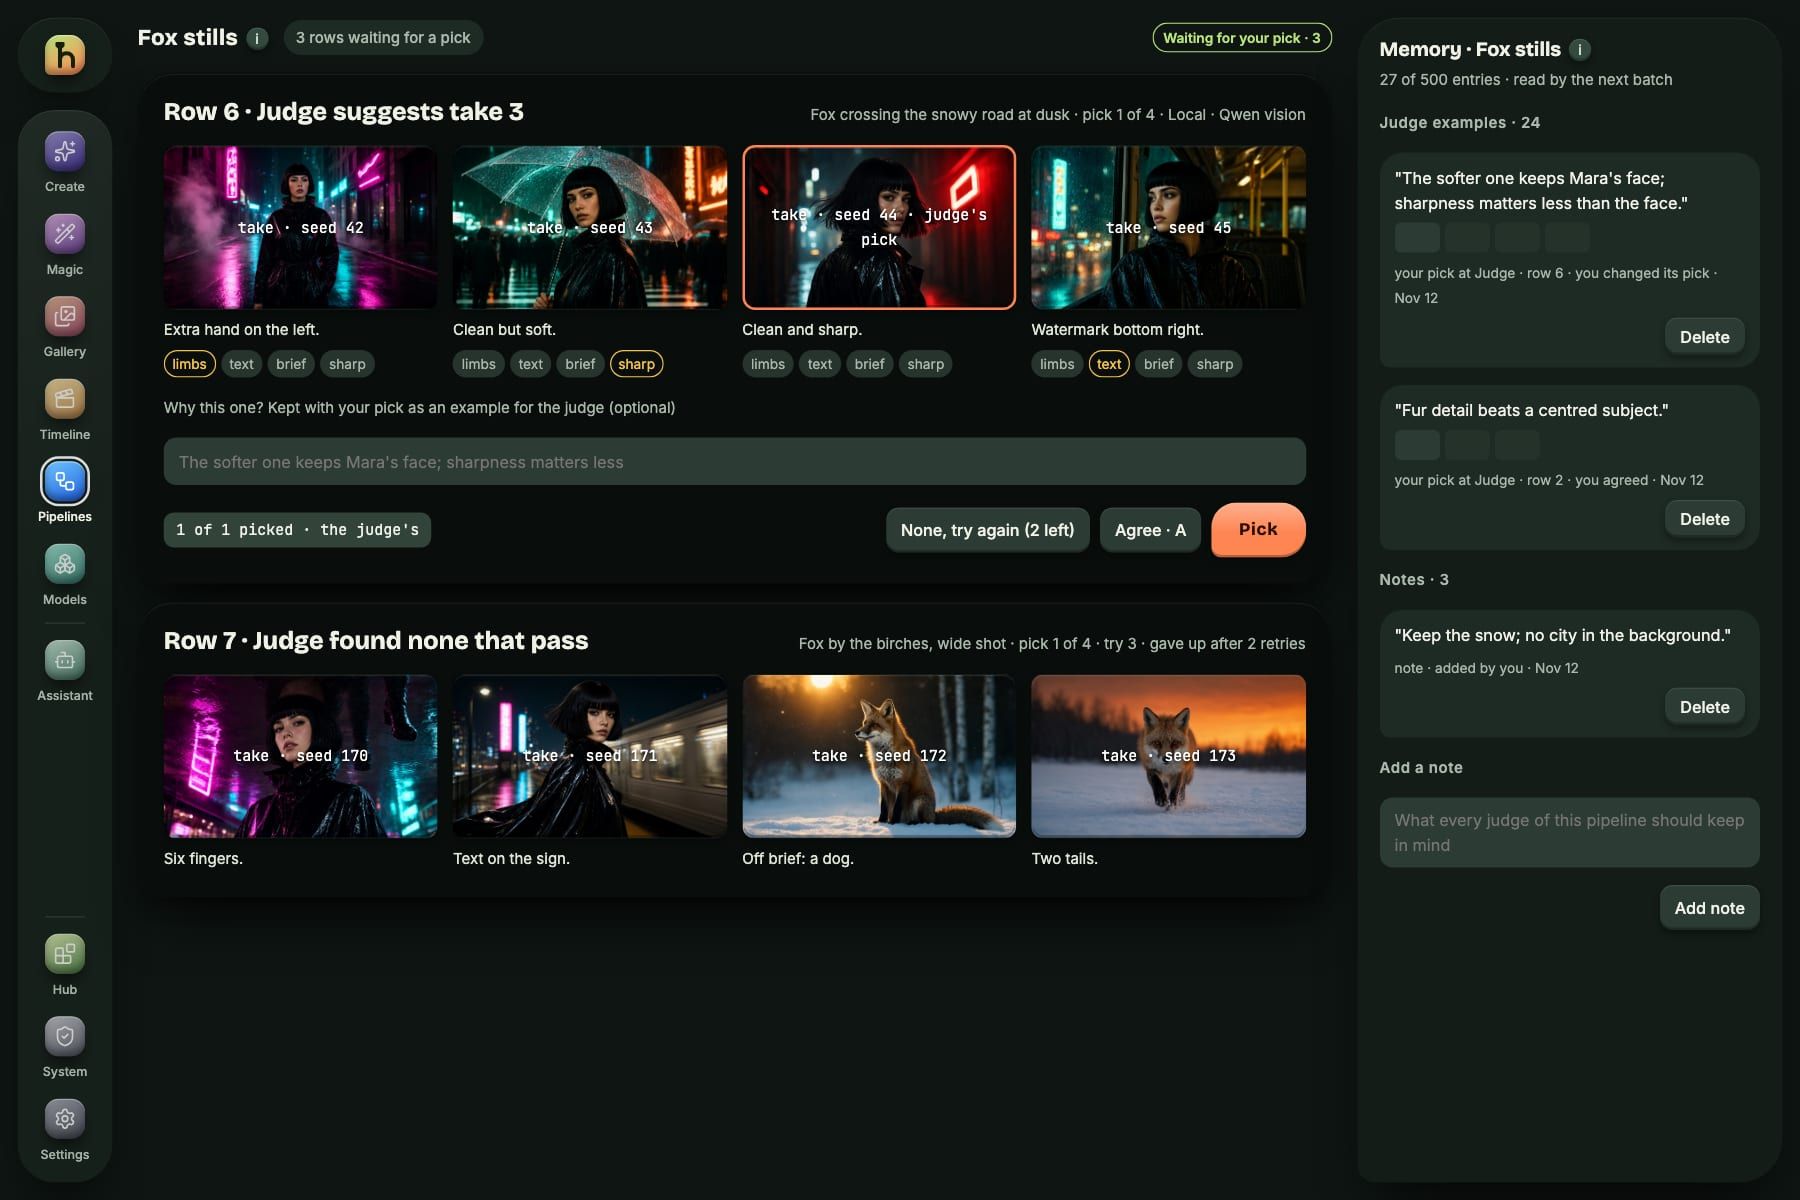 Fox stills
i
3 rows waiting for a pick
Waiting for your pick · 3
Create
Magic
Gallery
Timeline
Pipelines
Models
Assistant
Hub
System
Settings
Row 6 · Judge suggests take 3
Fox crossing the snowy road at dusk · pick 1 of 4 · Local · Qwen vision
take · seed 42
take · seed 43
take · seed 44 · judge's
pick
take · seed 45
Extra hand on the left.
Clean but soft.
Clean and sharp.
Watermark bottom right.
limbs text brief sharp
limbs text brief sharp
limbs text brief sharp
limbs text brief sharp
Why this one? Kept with your pick as an example for the judge (optional)
The softer one keeps Mara's face; sharpness matters less
1 of 1 picked · the judge's
None, try again (2 left)
Agree · A
Pick
Row 7 · Judge found none that pass
Fox by the birches, wide shot · pick 1 of 4 · try 3 · gave up after 2 retries
take · seed 170
take · seed 171
take · seed 172
take · seed 173
Six fingers.
Text on the sign.
Off brief: a dog.
Two tails.
Memory · Fox stills
i
27 of 500 entries · read by the next batch
Judge examples · 24
"The softer one keeps Mara's face;
sharpness matters less than the face."
your pick at Judge · row 6 · you changed its pick ·
Nov 12
Delete
"Fur detail beats a centred subject."
your pick at Judge · row 2 · you agreed · Nov 12
Delete
Notes · 3
"Keep the snow; no city in the background."
note · added by you · Nov 12
Delete
Add a note
What every judge of this pipeline should keep
in mind
Add note